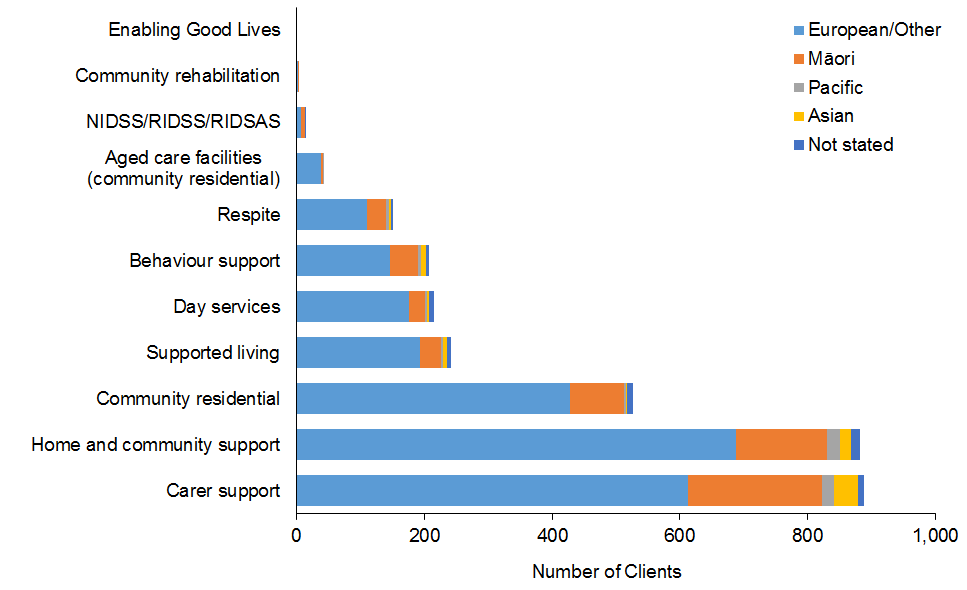 Enabling Good Lives
Community rehabilitation
NIDSS/RIDSS/RIDSAS
Aged care facilities
(community residential)
Respite
Behaviour support
Day services
Supported living
Community residential
Home and community support
Carer support
European/Other
Māori
Pacific
Asian
Not stated
0 200 400 600 800 1,000
Number of Clients